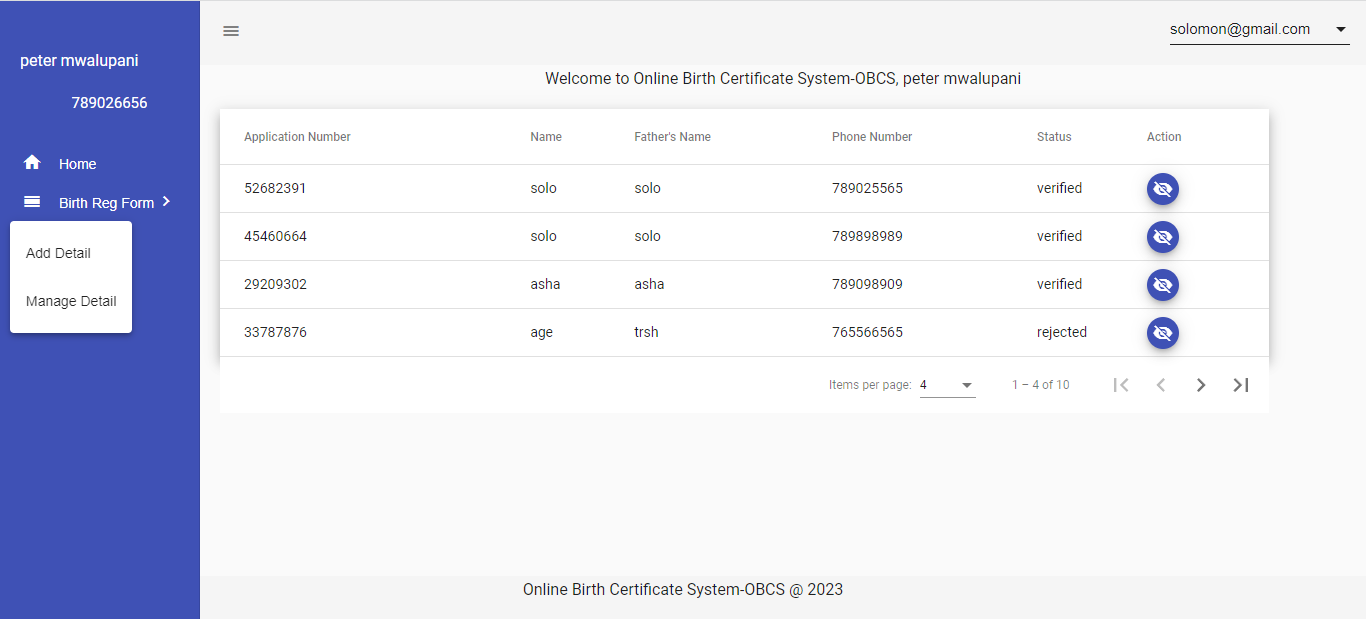 solomon@gmail.com
peter mwalupani
789026656
Home
Birth Reg Form
Add Detail
Manage Detail
Welcome to Online Birth Certificate System-OBCS, peter mwalupani
Application Number Name Father's Name Phone Number Status Action
52682391 solo solo 789025565 verified
45460664 solo solo 789898989 verified
29209302 asha asha 789098909 verified
33787876 age trsh 765566565 rejected
Items per page: 4 1 – 4 of 10
Online Birth Certificate System-OBCS @ 2023